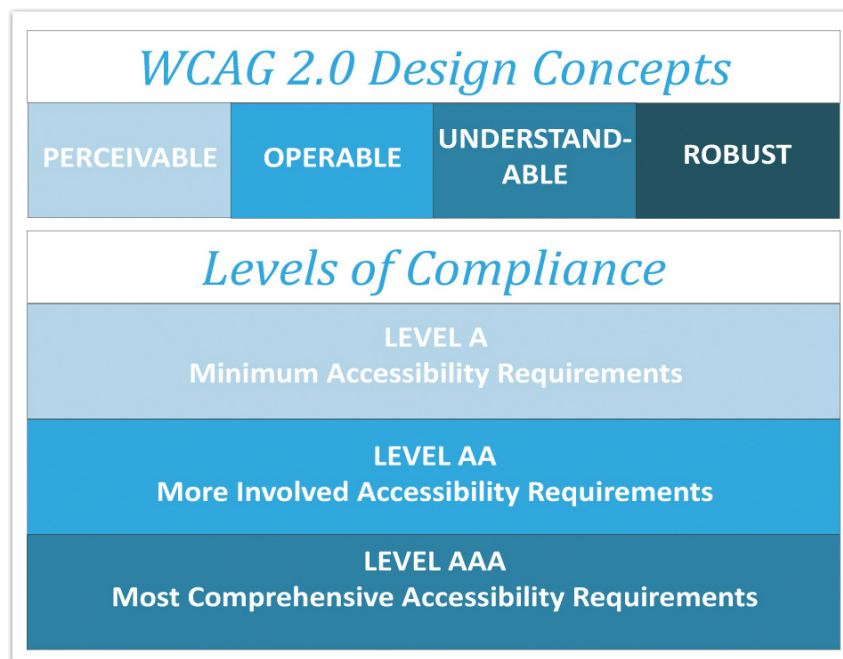 WCAG 2.0 Design Concepts
PERCEIVABLE
OPERABLE
UNDERSTAND-
ABLE
ROBUST
Levels of Compliance
LEVEL A
Minimum Accessibility Requirements
LEVEL AA
More Involved Accessibility Requirements
LEVEL AAA
Most Comprehensive Accessibility Requirements